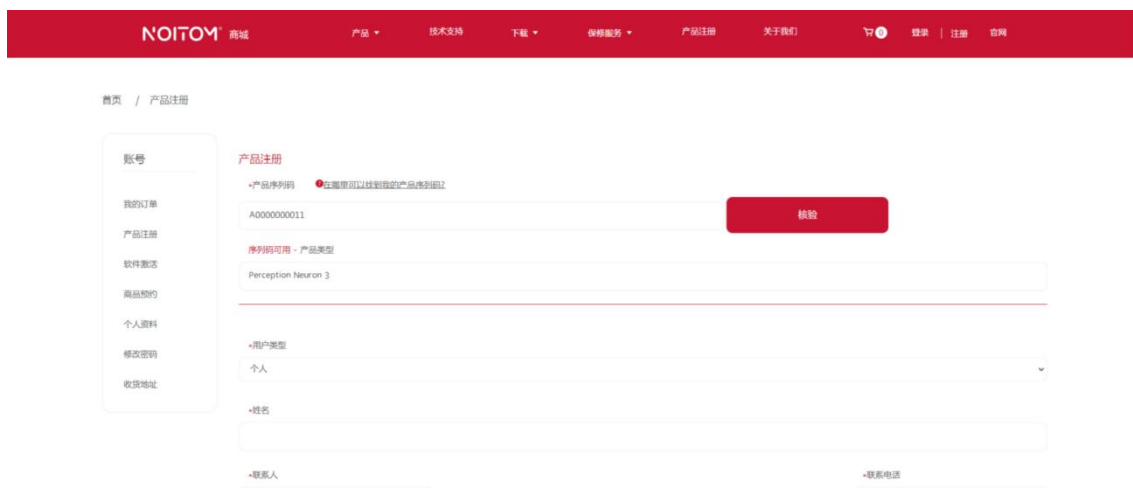 NOITOM 商城 产品 技术支持 下载 保修服务 产品注册 关于我们 0 登录 | 注册 官网
首页 / 产品注册
账号
我的订单
产品注册
软件激活
商品预约
个人资料
修改密码
收货地址
产品注册
*产品序列码 ?在哪里可以找到我的产品序列码?
A0000000011 核验
序列码可用 - 产品类型
Perception Neuron 3
*用户类型
个人
*姓名
*联系人 *联系电话